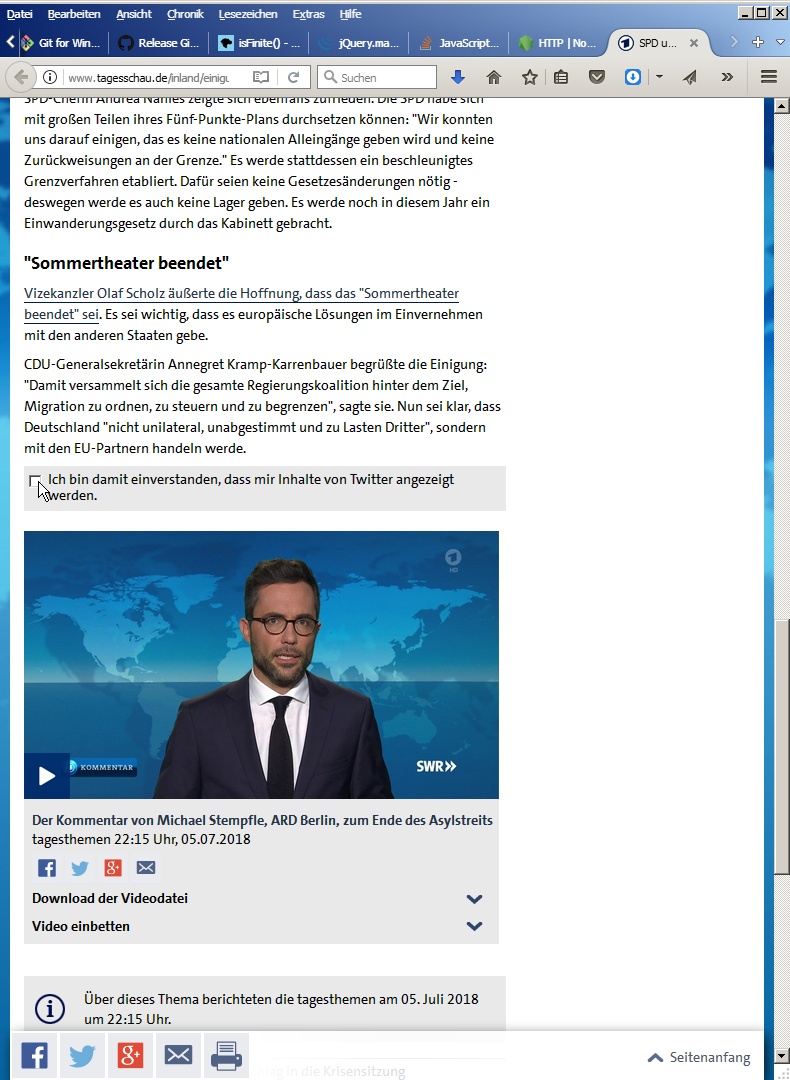 Datei Bearbeiten Ansicht Chronik Lesezeichen Extras Hilfe
Git for Win... Release Gi... isFinite() - ... jQuery.ma... JavaScript... HTTP | No... SPD u...
www.tagesschau.de/inland/einigu Suchen
SPD-Chefin Andrea Nahles zeigte sich ebenfalls zufrieden. Die SPD habe sich
mit großen Teilen ihres Fünf-Punkte-Plans durchsetzen können: "Wir konnten
uns darauf einigen, das es keine nationalen Alleingänge geben wird und keine
Zurückweisungen an der Grenze." Es werde stattdessen ein beschleunigtes
Grenzverfahren etabliert. Dafür seien keine Gesetzesänderungen nötig -
deswegen werde es auch keine Lager geben. Es werde noch in diesem Jahr ein
Einwanderungsgesetz durch das Kabinett gebracht.
"Sommertheater beendet"
Vizekanzler Olaf Scholz äußerte die Hoffnung, dass das "Sommertheater
beendet" sei. Es sei wichtig, dass es europäische Lösungen im Einvernehmen
mit den anderen Staaten gebe.
CDU-Generalsekretärin Annegret Kramp-Karrenbauer begrüßte die Einigung:
"Damit versammelt sich die gesamte Regierungskoalition hinter dem Ziel,
Migration zu ordnen, zu steuern und zu begrenzen", sagte sie. Nun sei klar, dass
Deutschland "nicht unilateral, unabgestimmt und zu Lasten Dritter", sondern
mit den EU-Partnern handeln werde.
Ich bin damit einverstanden, dass mir Inhalte von Twitter angezeigt
werden.
HD
KOMMENTAR
SWR
Der Kommentar von Michael Stempfle, ARD Berlin, zum Ende des Asylstreits
tagesthemen 22:15 Uhr, 05.07.2018
Download der Videodatei
Video einbetten
Über dieses Thema berichteten die tagesthemen am 05. Juli 2018
um 22:15 Uhr.
in die Krisensitzung
Seitenanfang